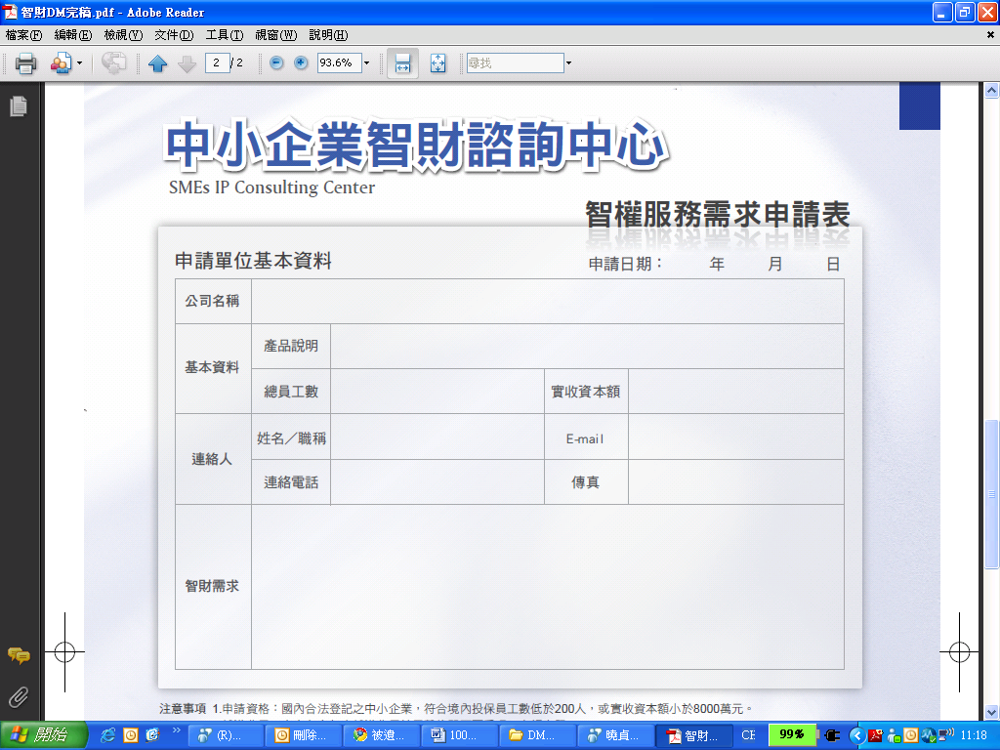 智財DM完稿.pdf - Adobe Reader
檔案(F) 編輯(E) 檢視(V) 文件(D) 工具(T) 視窗(W) 說明(H)
2 / 2 93.6% 尋找
中小企業智財諮詢中心
SMEs IP Consulting Center
智權服務需求申請表
申請單位基本資料 申請日期： 年 月 日
公司名稱
基本資料 產品說明
總員工數 實收資本額
連絡人 姓名／職稱 E-mail
連絡電話 傳真
智財需求
注意事項 1.申請資格：國內合法登記之中小企業，符合境內投保員工數低於200人，或實收資本額小於8000萬元。
開始 (R)... 刪除... 被遺... 100... DM... 曉貞... 智財... CH 99% 11:18